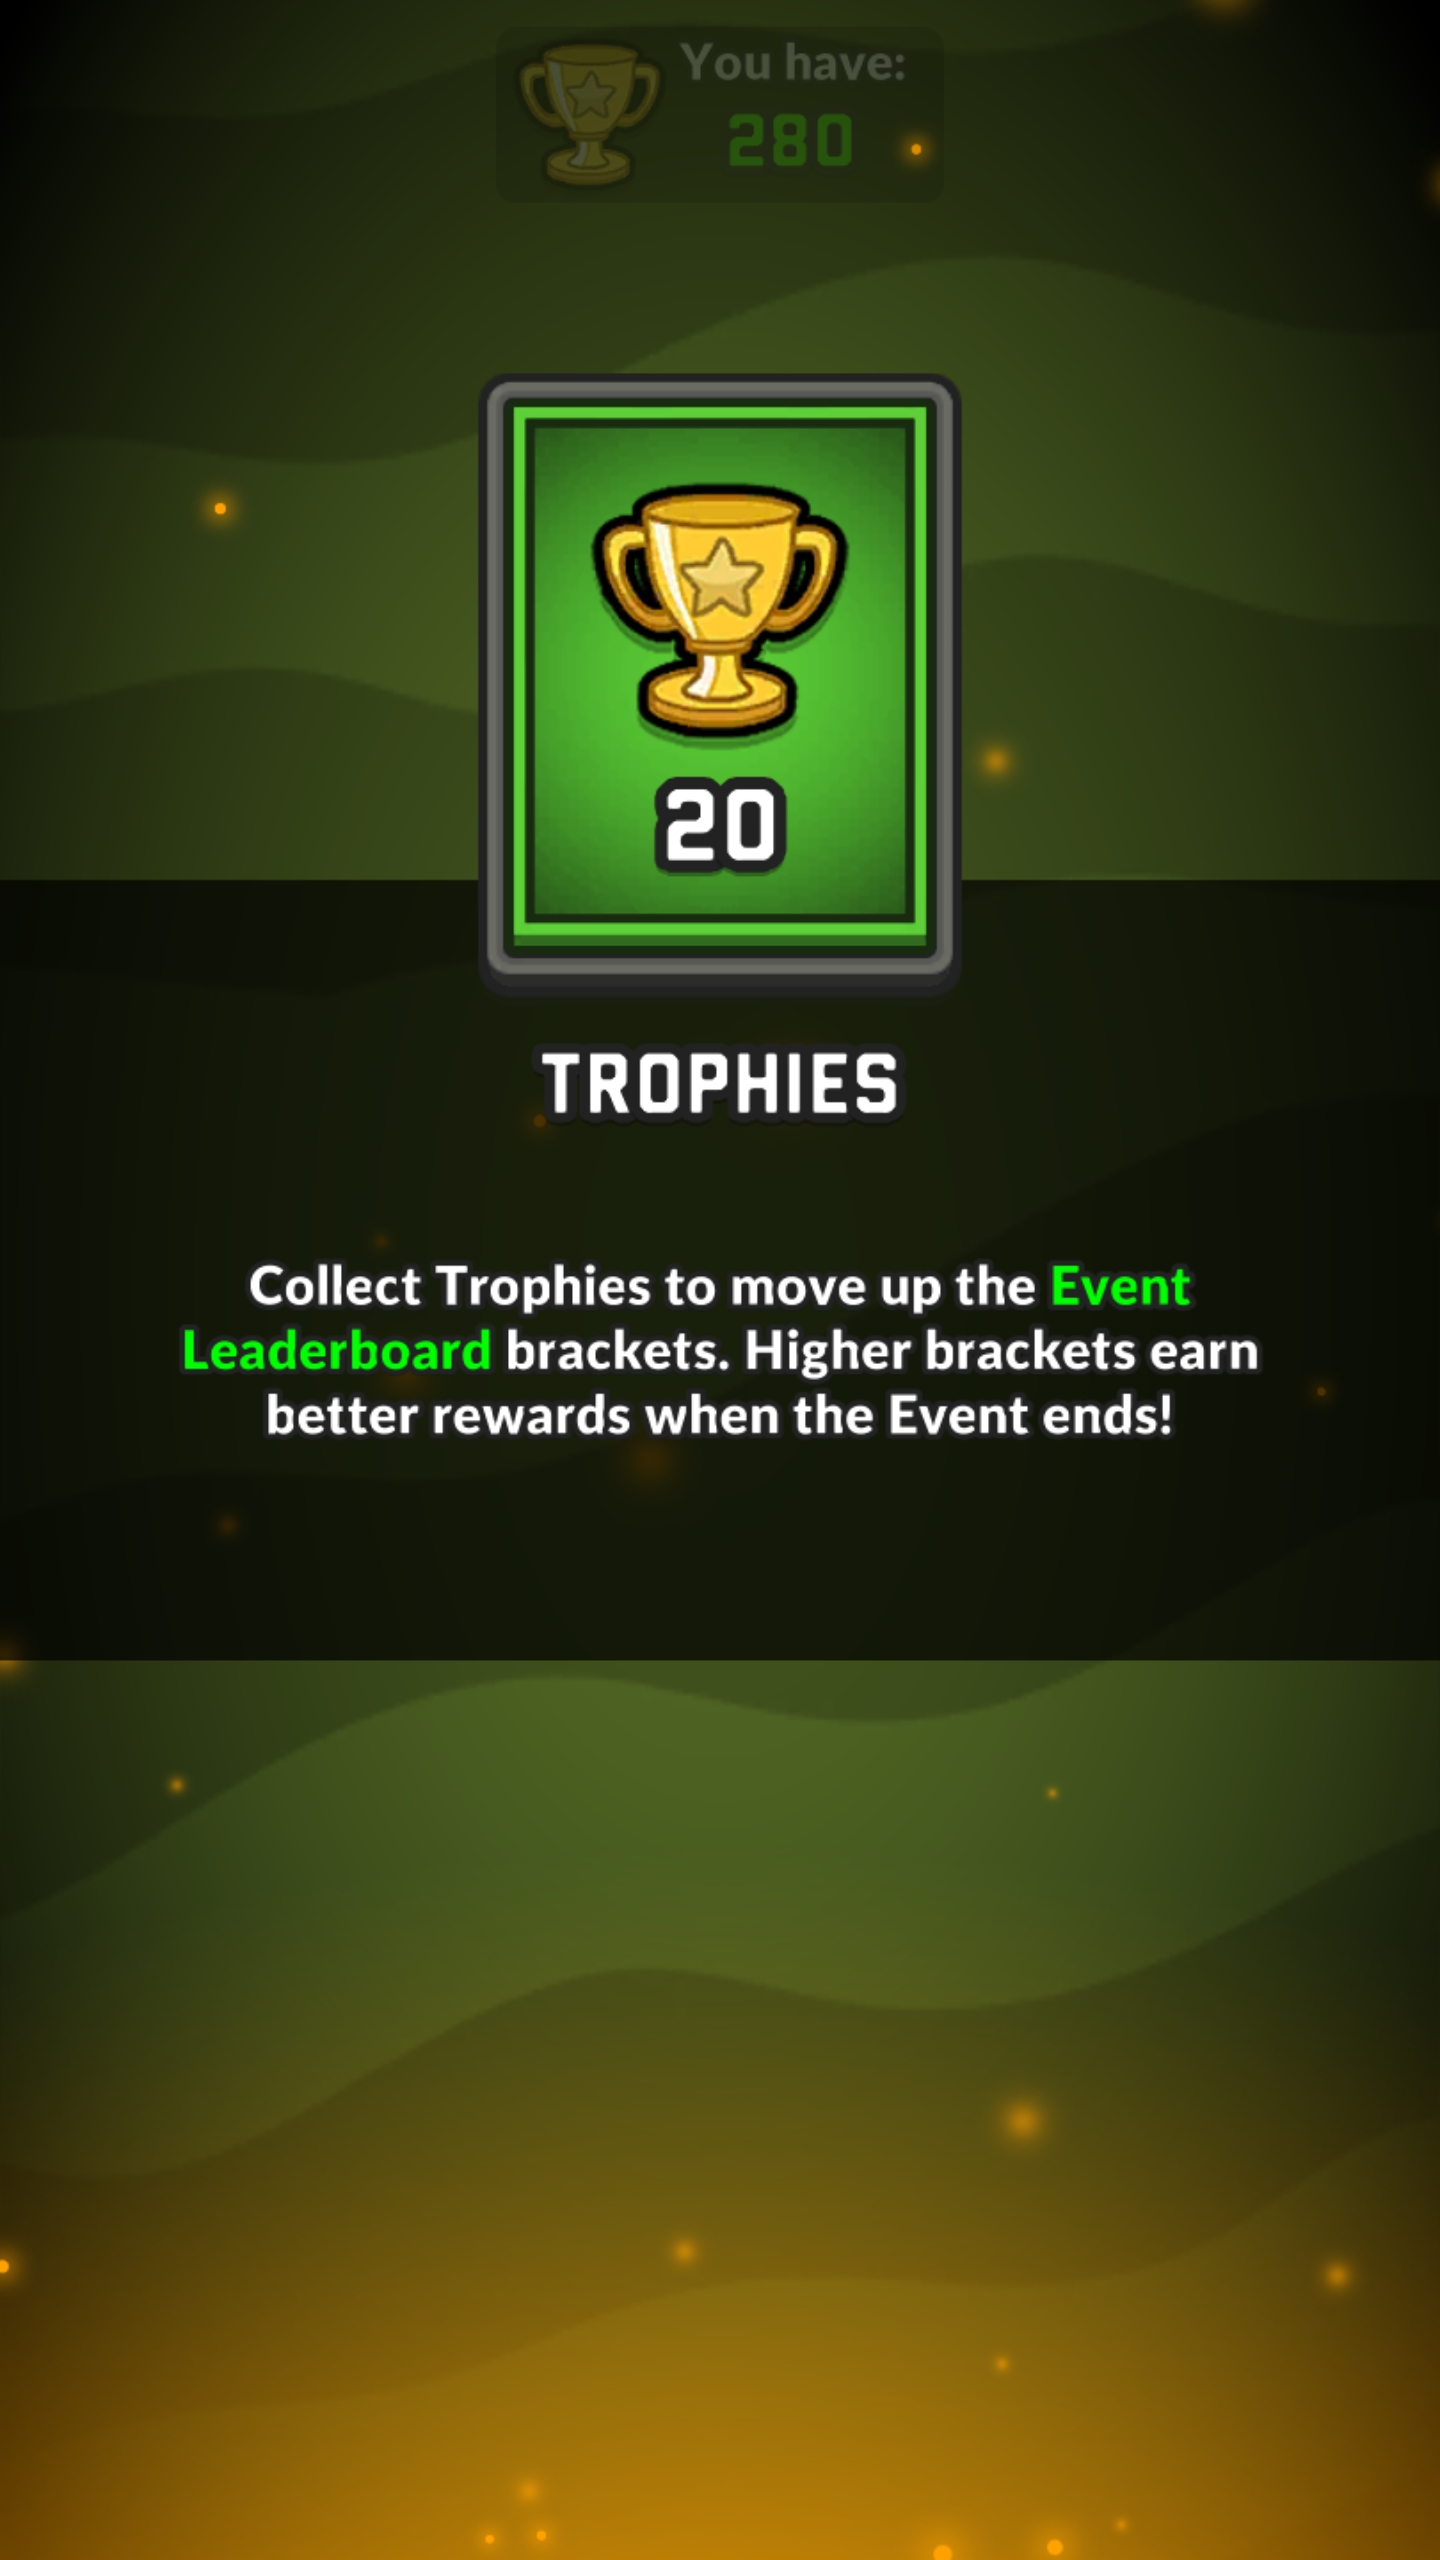 You have:
280
20
TROPHIES
Collect Trophies to move up the Event
Leaderboard brackets. Higher brackets earn
better rewards when the Event ends!